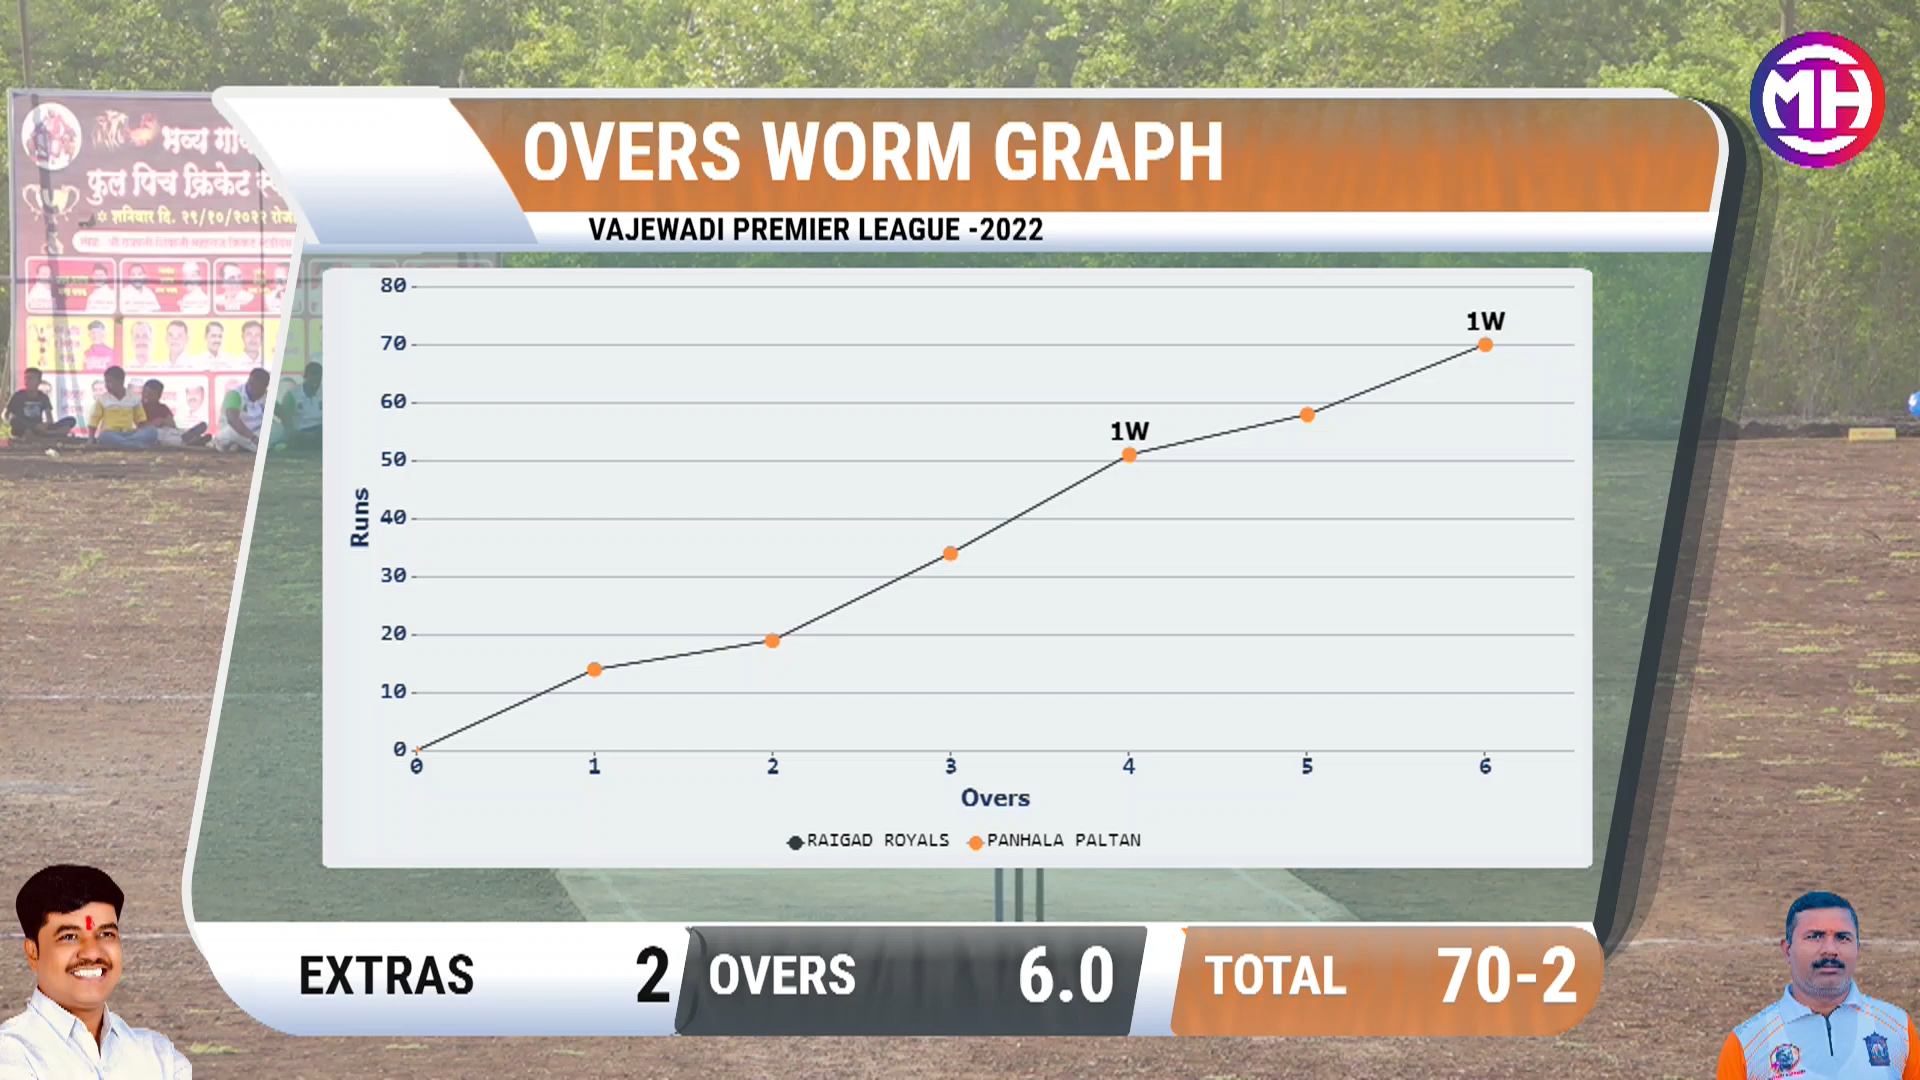 MH
OVERS WORM GRAPH
VAJEWADI PREMIER LEAGUE -2022
भव्य
फुल पिच क्रिकेट
शनिवार दि. २९/१०/२०२२
80
70
60
50
40
30
20
10
0
Runs
1W
1W
0 1 2 3 4 5 6
Overs
RAIGAD ROYALS PANHALA PALTAN
EXTRAS 2 OVERS 6.0 TOTAL 70-2